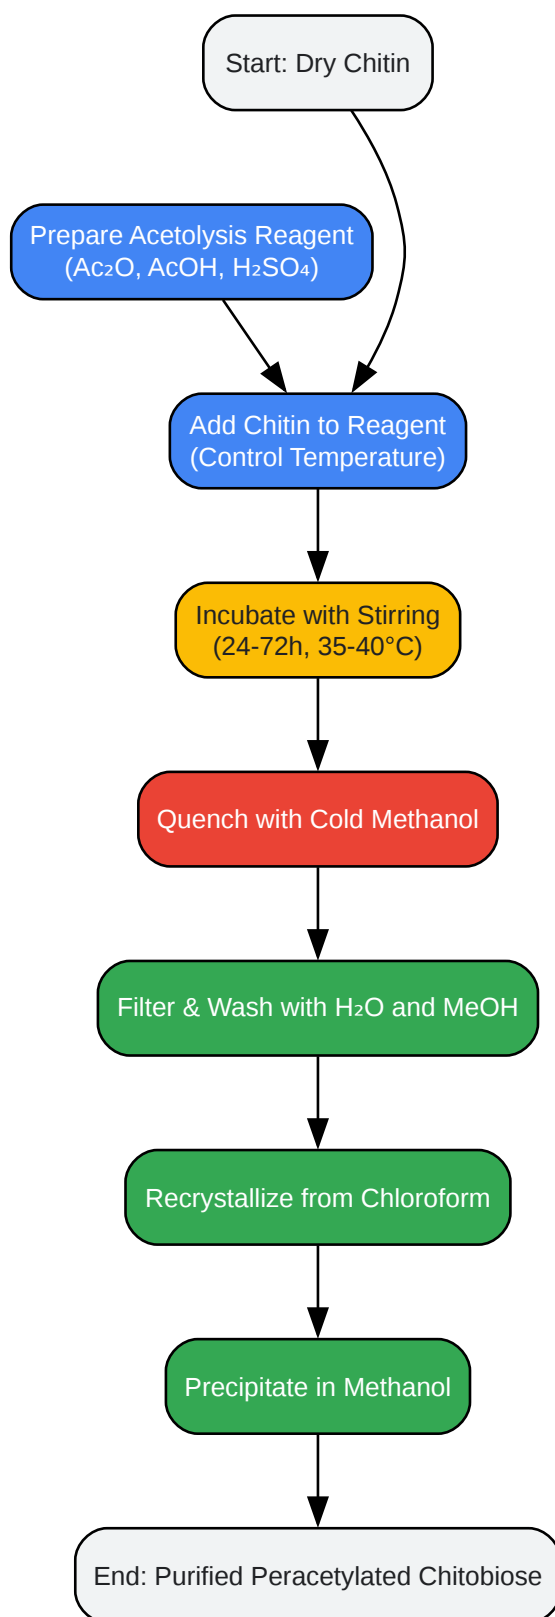 Start: Dry Chitin
Prepare Acetolysis Reagent
(Ac₂O, AcOH, H₂SO₄)
Add Chitin to Reagent
(Control Temperature)
Incubate with Stirring
(24-72h, 35-40°C)
Quench with Cold Methanol
Filter & Wash with H₂O and MeOH
Recrystallize from Chloroform
Precipitate in Methanol
End: Purified Peracetylated Chitobiose